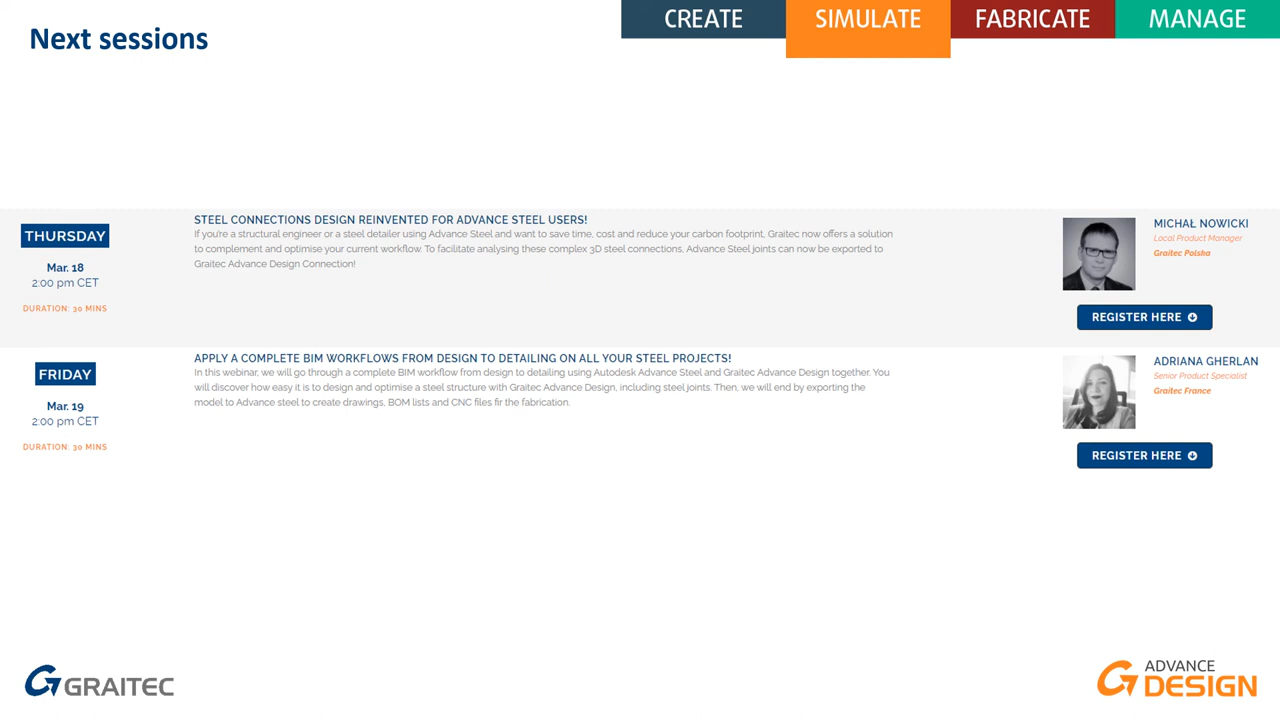 Next sessions
CREATE
SIMULATE
FABRICATE
MANAGE
THURSDAY
Mar. 18
2:00 pm CET
DURATION: 30 MINS
STEEL CONNECTIONS DESIGN REINVENTED FOR ADVANCE STEEL USERS!
If you're a structural engineer or a steel detailer using Advance Steel and want to save time, cost and reduce your carbon footprint, Graitec now offers a solution
to complement and optimise your current workflow. To facilitate analysing these complex 3D steel connections, Advance Steel joints can now be exported to
Graitec Advance Design Connection!
MICHAŁ NOWICKI
Local Product Manager
Graitec Polska
REGISTER HERE
FRIDAY
Mar. 19
2:00 pm CET
DURATION: 30 MINS
APPLY A COMPLETE BIM WORKFLOWS FROM DESIGN TO DETAILING ON ALL YOUR STEEL PROJECTS!
In this webinar, we will go through a complete BIM workflow from design to detailing using Autodesk Advance Steel and Graitec Advance Design together. You
will discover how easy it is to design and optimise a steel structure with Graitec Advance Design, including steel joints. Then, we will end by exporting the
model to Advance steel to create drawings, BOM lists and CNC files fir the fabrication.
ADRIANA GHERLAN
Senior Product Specialist
Graitec France
REGISTER HERE
GRAITEC
ADVANCE
DESIGN